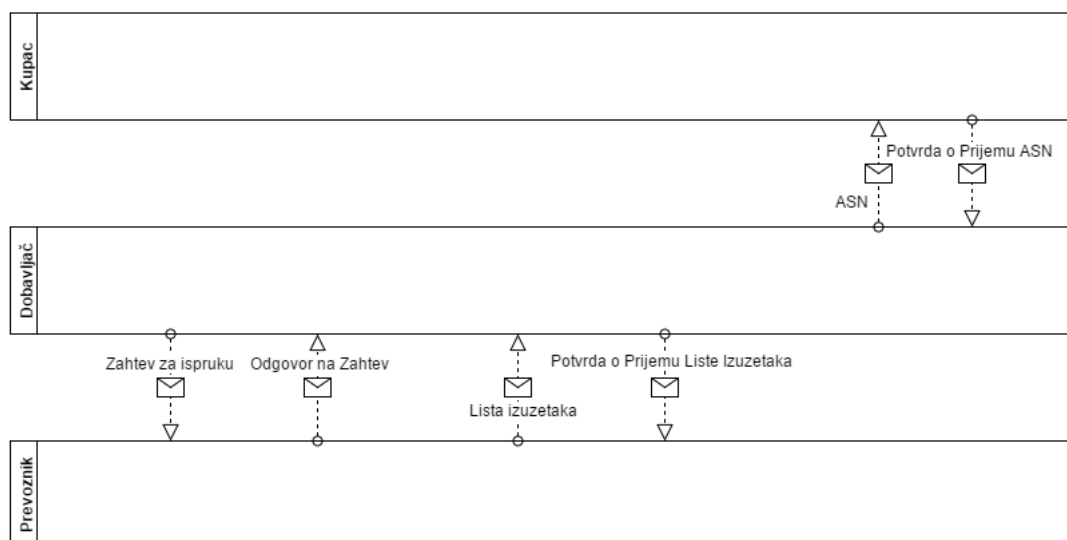 Kupac
Potvrda o Prijemu ASN
ASN
Dobavljač
Zahtev za ispruku
Odgovor na Zahtev
Potvrda o Prijemu Liste Izuzetaka
Lista izuzetaka
Prevoznik